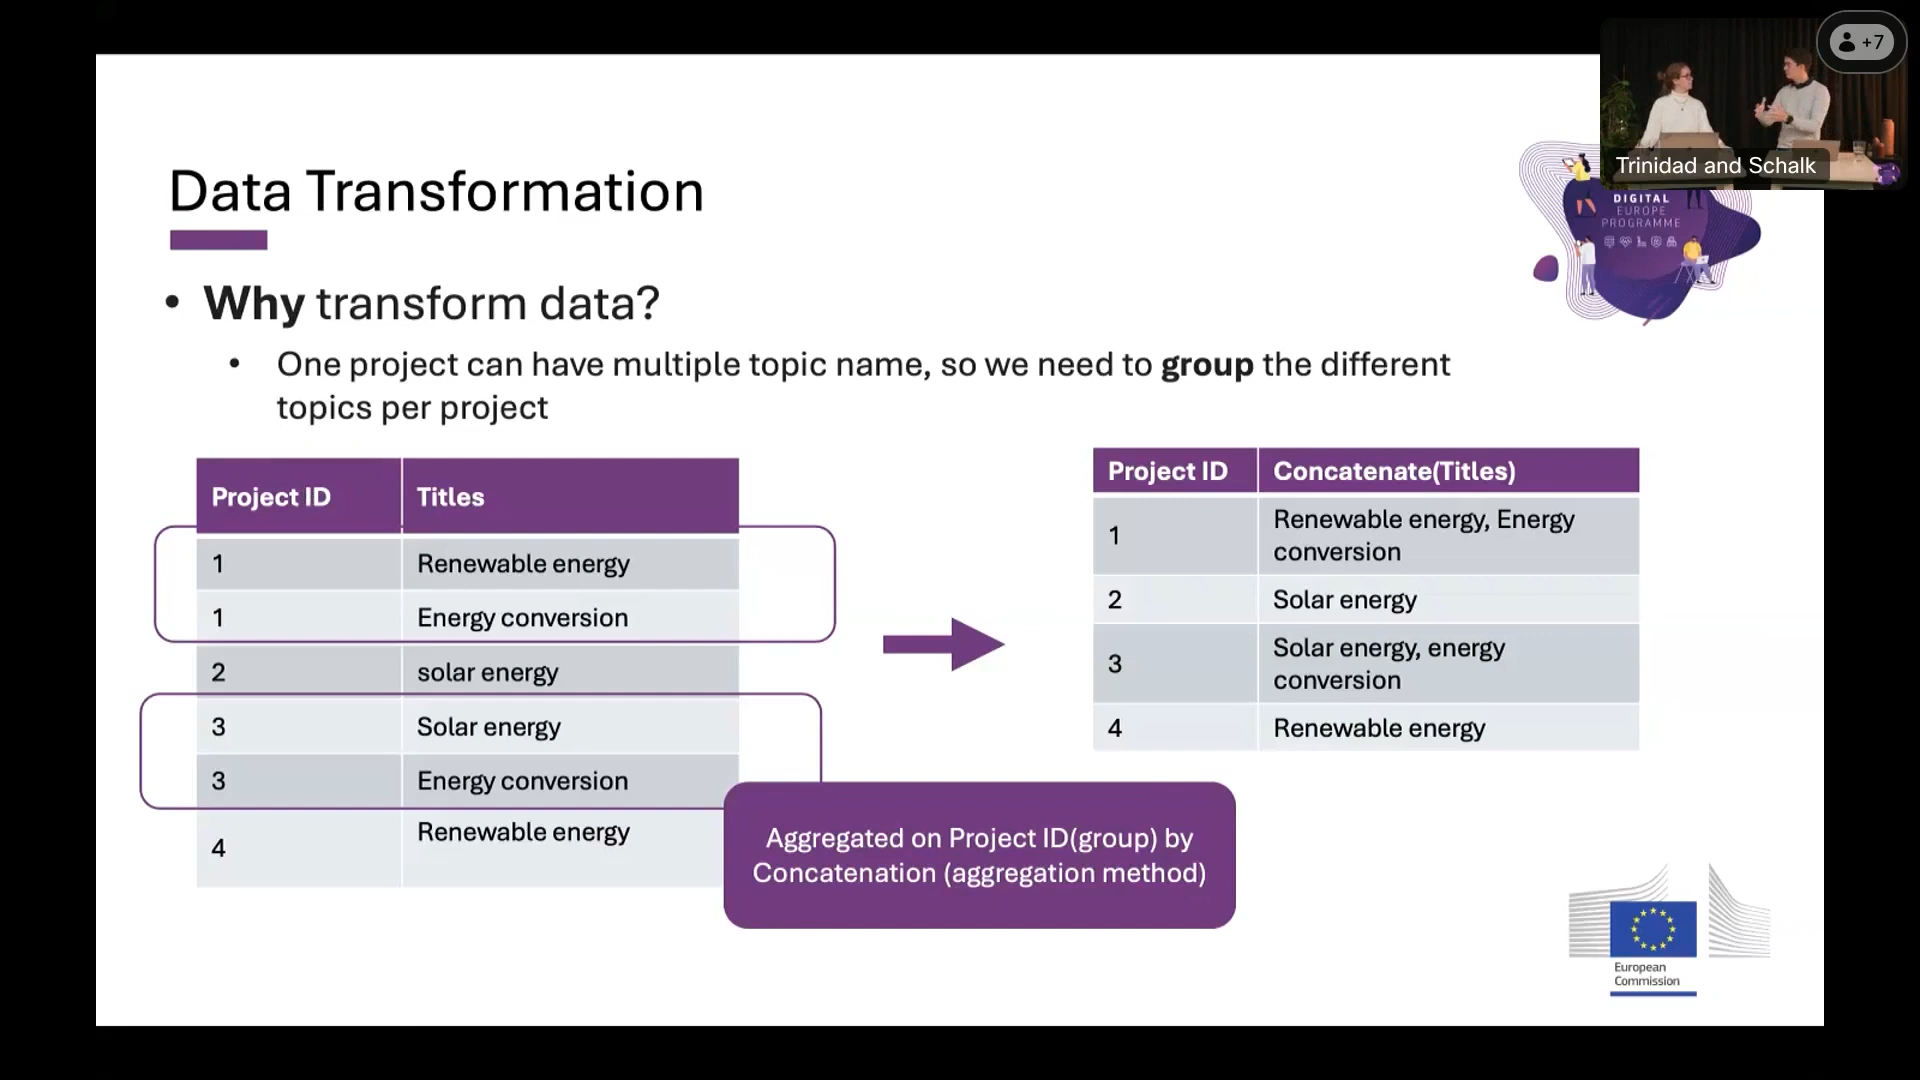 +7
Trinidad and Schalk
DIGITAL
EUROPE
PROGRAMME
Data Transformation
• Why transform data?
• One project can have multiple topic name, so we need to group the different
topics per project
Project ID Titles
1 Renewable energy
1 Energy conversion
2 solar energy
3 Solar energy
3 Energy conversion
4 Renewable energy
Project ID Concatenate(Titles)
1 Renewable energy, Energy
conversion
2 Solar energy
3 Solar energy, energy
conversion
4 Renewable energy
Aggregated on Project ID(group) by
Concatenation (aggregation method)
European
Commission